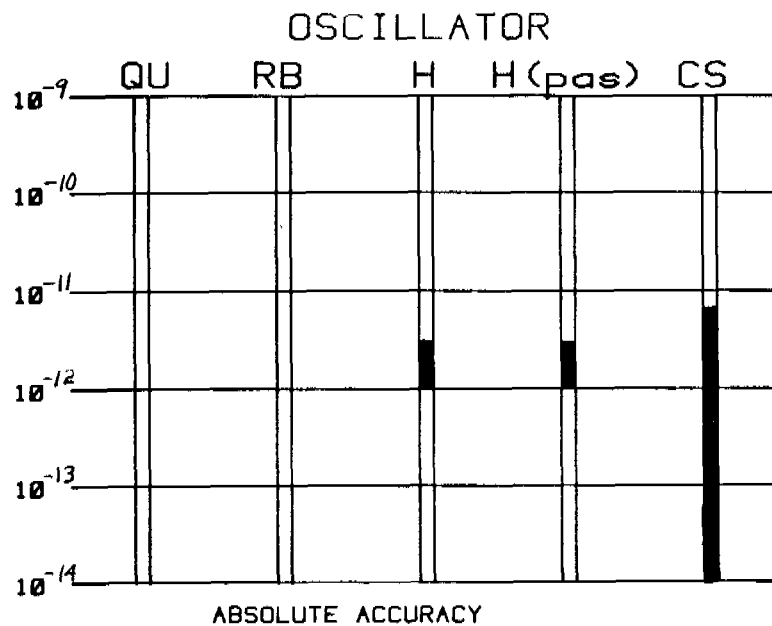 OSCILLATOR
QU RB H H(pas) CS
10⁻⁹
10⁻¹⁰
10⁻¹¹
10⁻¹²
10⁻¹³
10⁻¹⁴
ABSOLUTE ACCURACY